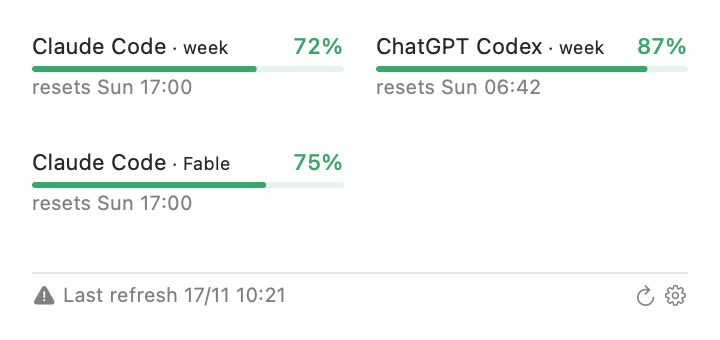 Claude Code · week 72%
resets Sun 17:00
ChatGPT Codex · week 87%
resets Sun 06:42
Claude Code · Fable 75%
resets Sun 17:00
Last refresh 17/11 10:21